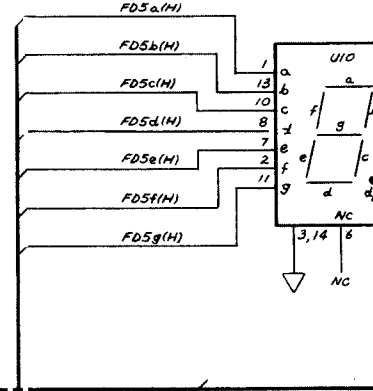 FD5a(H)
U10
1 a
a
FD5b(H)
13 b
FD5c(H)
10 c
f
FD5d(H)
8 d
g
FD5e(H)
7 e
e c
FD5f(H)
2 f
FD5g(H)
11 g
d d
NC
3,14 6
NC